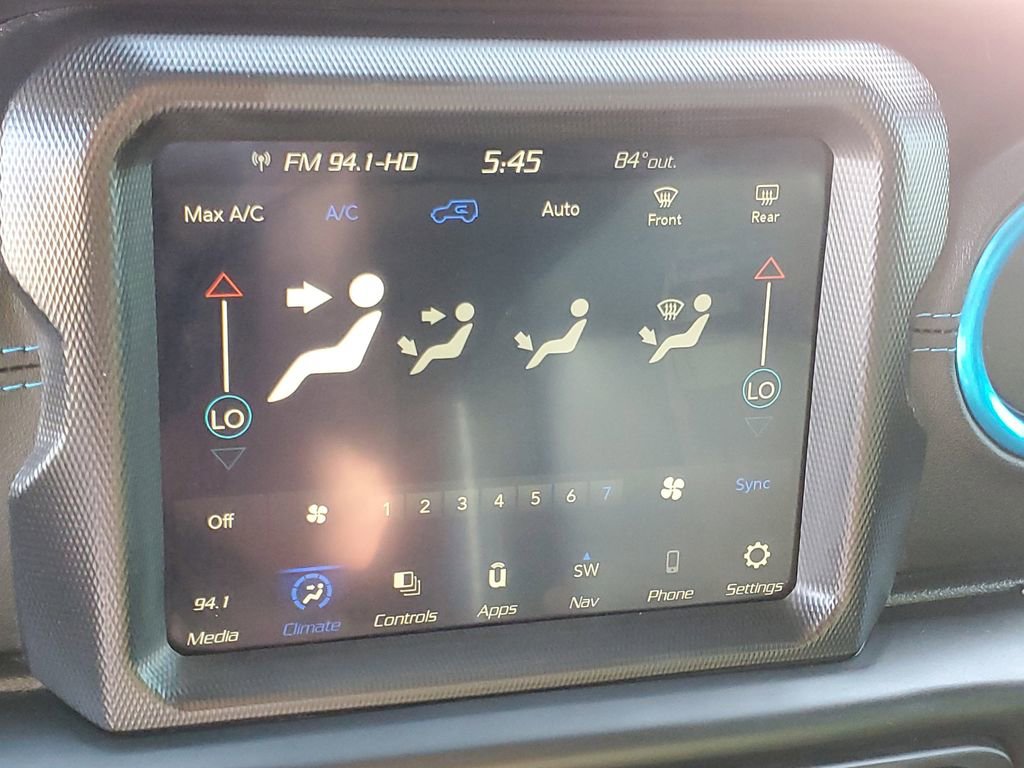 FM 94.1-HD 5:45 84°out.
Max A/C A/C Auto Front Rear
LO LO
Off 1 2 3 4 5 6 7 Sync
94.1 SW
Media Climate Controls Apps Nav Phone Settings